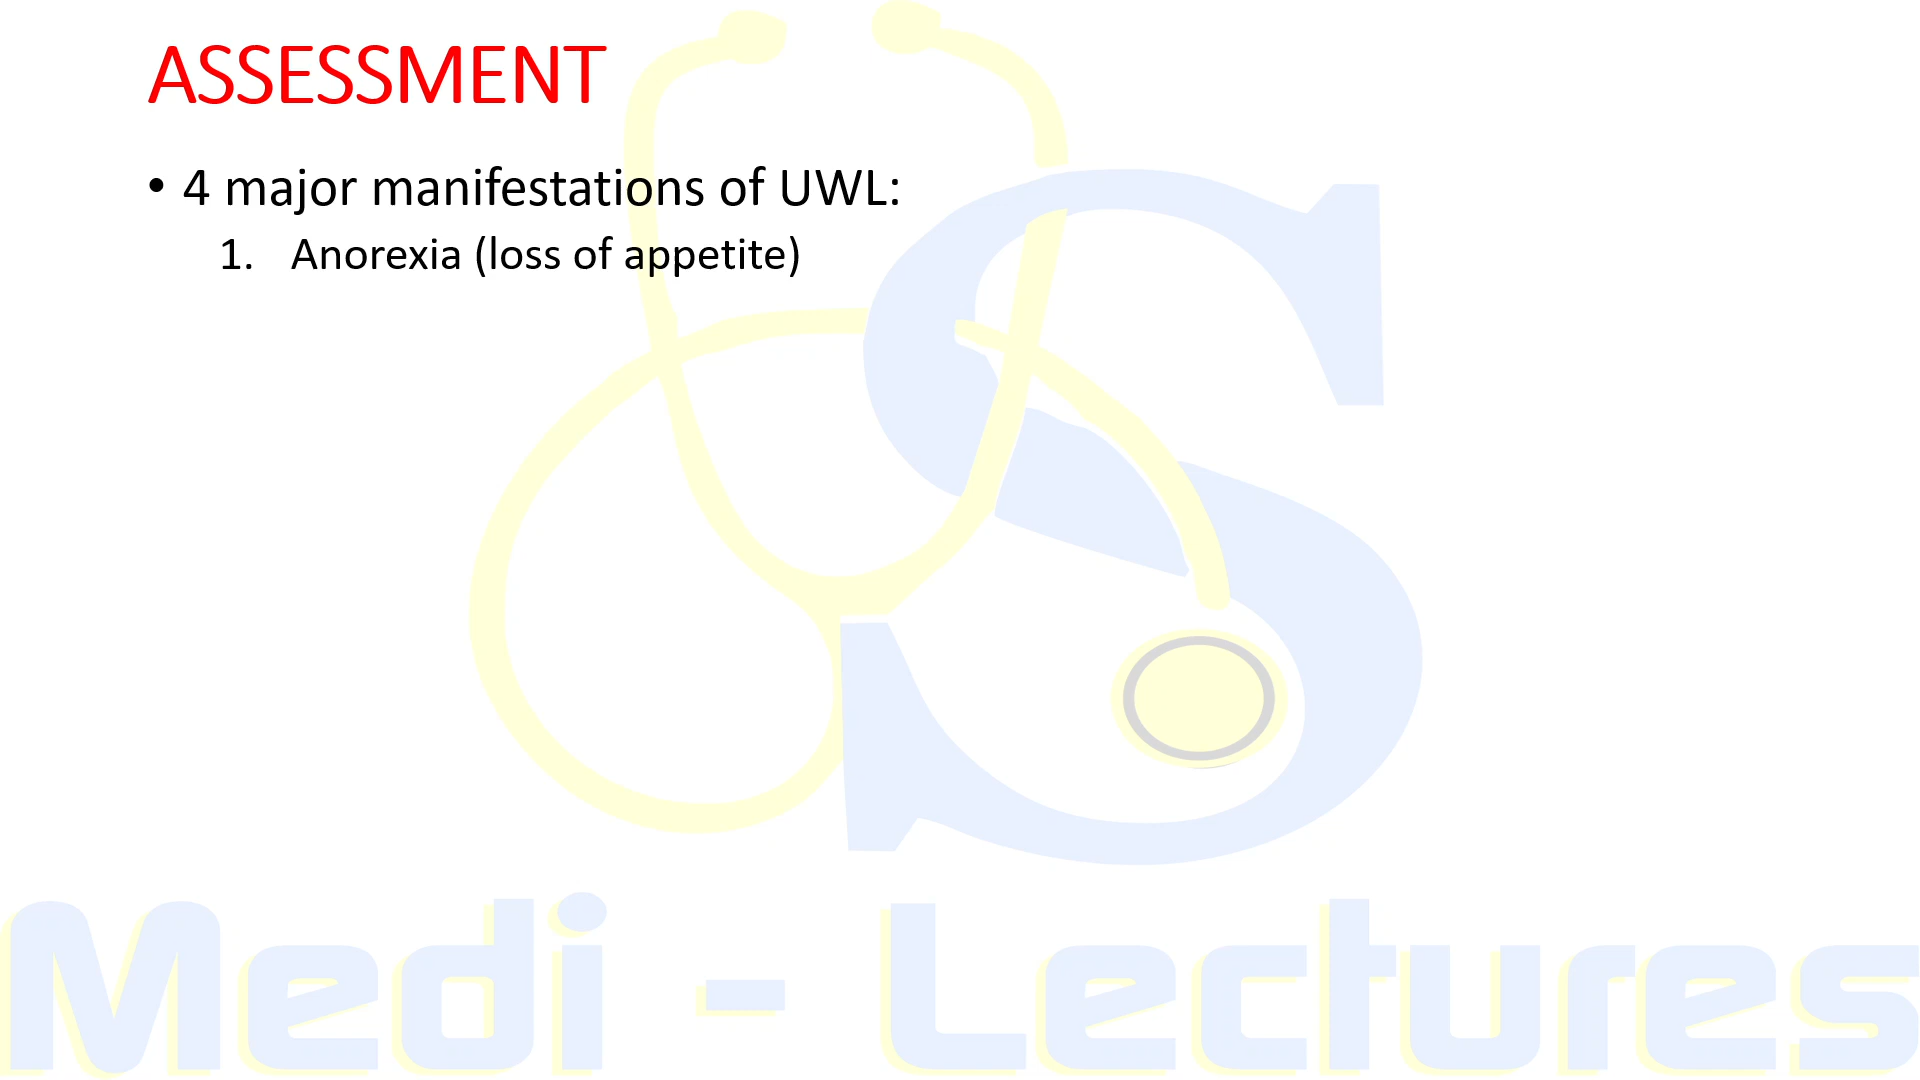 ASSESSMENT
• 4 major manifestations of UWL:
1. Anorexia (loss of appetite)
S
Medi - Lectures